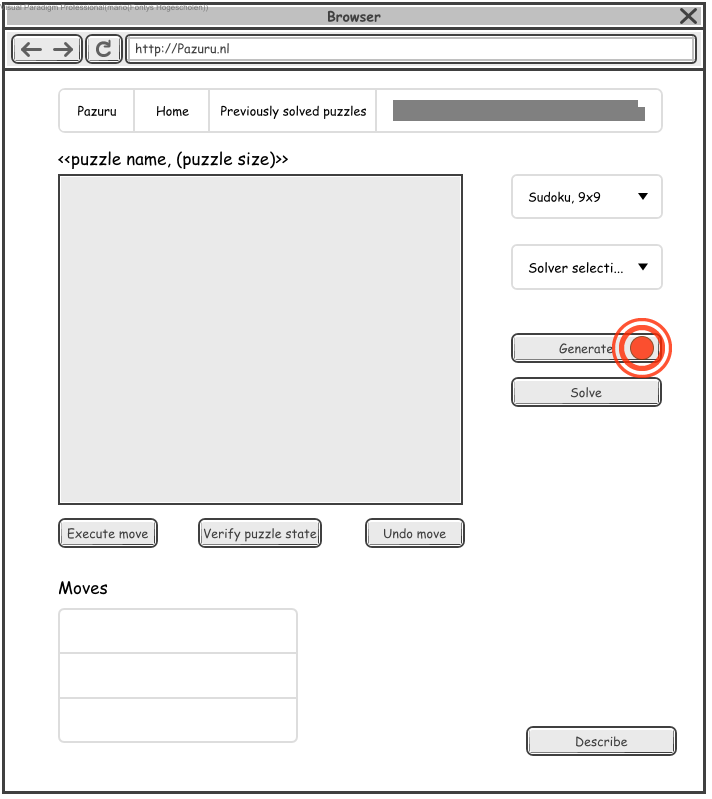 Visual Paradigm Professional(mano(Fontys Hogescholen))
Browser
http://Pazuru.nl
Pazuru Home Previously solved puzzles
<<puzzle name, (puzzle size)>>
Sudoku, 9x9
Solver selecti...
Generate
Solve
Execute move Verify puzzle state Undo move
Moves
Describe